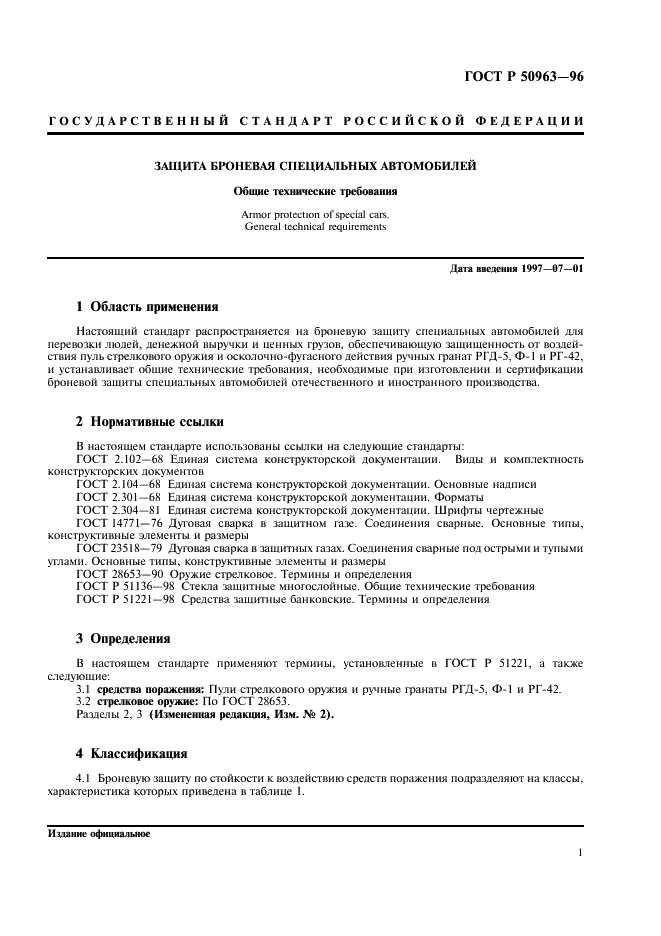 ГОСТ Р 50963—96
ГОСУДАРСТВЕННЫЙ СТАНДАРТ РОССИЙСКОЙ ФЕДЕРАЦИИ
ЗАЩИТА БРОНЕВАЯ СПЕЦИАЛЬНЫХ АВТОМОБИЛЕЙ
Общие технические требования
Armor protection of special cars.
General technical requirements
Дата введения 1997—07—01
1 Область применения
Настоящий стандарт распространяется на броневую защиту специальных автомобилей для
перевозки людей, денежной выручки и ценных грузов, обеспечивающую защищенность от воздей-
ствия пуль стрелкового оружия и осколочно-фугасного действия ручных гранат РГД-5, Ф-1 и РГ-42,
и устанавливает общие технические требования, необходимые при изготовлении и сертификации
броневой защиты специальных автомобилей отечественного и иностранного производства.
2 Нормативные ссылки
В настоящем стандарте использованы ссылки на следующие стандарты:
ГОСТ 2.102—68 Единая система конструкторской документации. Виды и комплектность
конструкторских документов
ГОСТ 2.104—68 Единая система конструкторской документации. Основные надписи
ГОСТ 2.301—68 Единая система конструкторской документации. Форматы
ГОСТ 2.304—81 Единая система конструкторской документации. Шрифты чертежные
ГОСТ 14771—76 Дуговая сварка в защитном газе. Соединения сварные. Основные типы,
конструктивные элементы и размеры
ГОСТ 23518—79 Дуговая сварка в защитных газах. Соединения сварные под острыми и тупыми
углами. Основные типы, конструктивные элементы и размеры
ГОСТ 28653—90 Оружие стрелковое. Термины и определения
ГОСТ Р 51136—98 Стекла защитные многослойные. Общие технические требования
ГОСТ Р 51221—98 Средства защитные банковские. Термины и определения
3 Определения
В настоящем стандарте применяют термины, установленные в ГОСТ Р 51221, а также
следующие:
3.1 средства поражения: Пули стрелкового оружия и ручные гранаты РГД-5, Ф-1 и РГ-42.
3.2 стрелковое оружие: По ГОСТ 28653.
Разделы 2, 3 (Измененная редакция, Изм. № 2).
4 Классификация
4.1 Броневую защиту по стойкости к воздействию средств поражения подразделяют на классы,
характеристика которых приведена в таблице 1.
Издание официальное
1